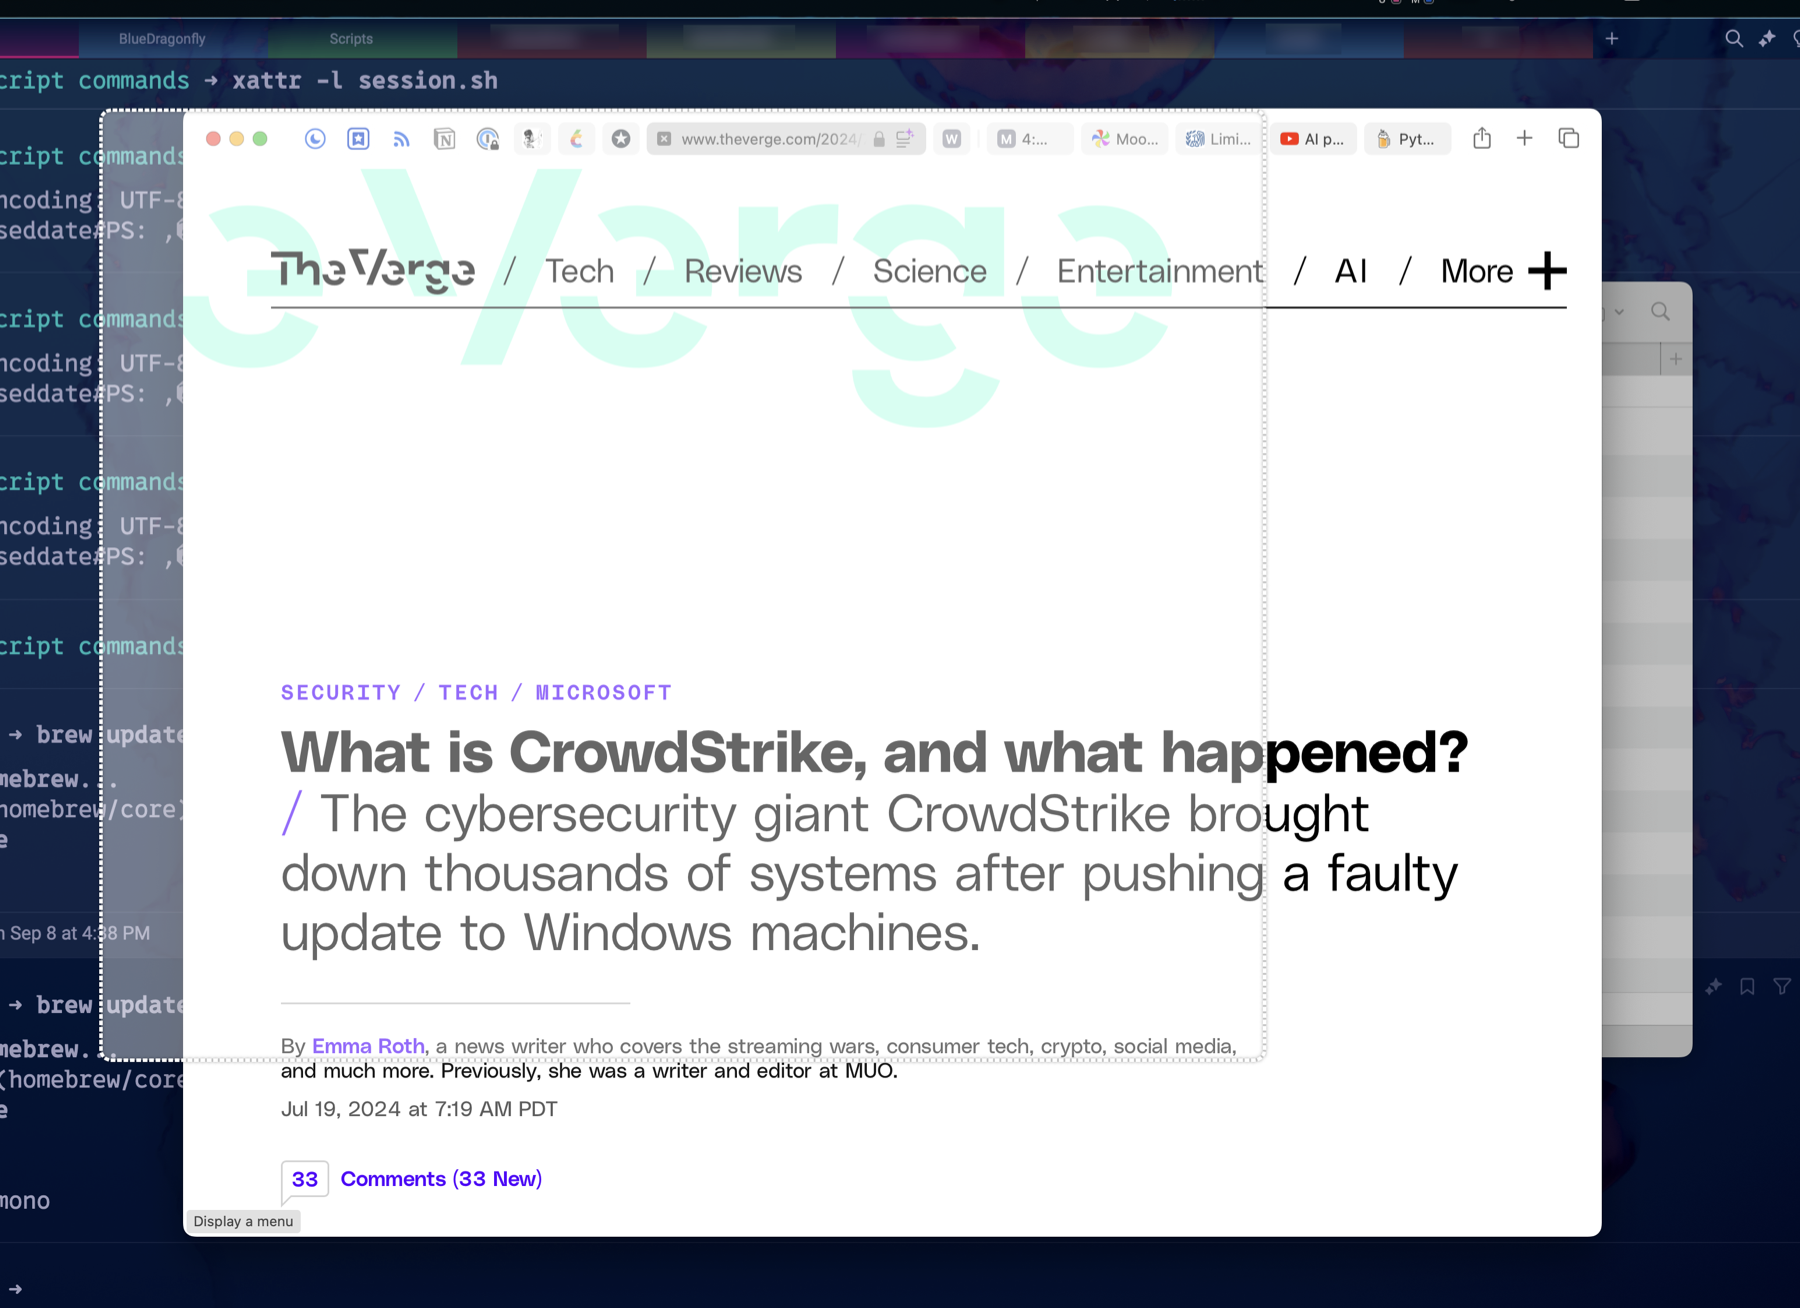 BlueDragonfly
Scripts
cript commands → xattr -l session.sh
www.theverge.com/2024/
W
M 4:...
Moo...
Limi...
AI p...
Pyt...
cript commands
ncoding: UTF-8
seddate#PS: ,
eVerge
TheVerge / Tech / Reviews / Science / Entertainment / AI / More +
cript commands
ncoding: UTF-8
seddate#PS: ,
cript commands
ncoding: UTF-8
seddate#PS: ,
cript commands
SECURITY / TECH / MICROSOFT
→ brew update
What is CrowdStrike, and what happened?
mebrew...
homebrew/core)
e
/ The cybersecurity giant CrowdStrike brought
down thousands of systems after pushing a faulty
update to Windows machines.
n Sep 8 at 4:38 PM
→ brew update
mebrew...
(homebrew/core
e
By Emma Roth, a news writer who covers the streaming wars, consumer tech, crypto, social media,
and much more. Previously, she was a writer and editor at MUO.
Jul 19, 2024 at 7:19 AM PDT
33 Comments (33 New)
mono
Display a menu
→